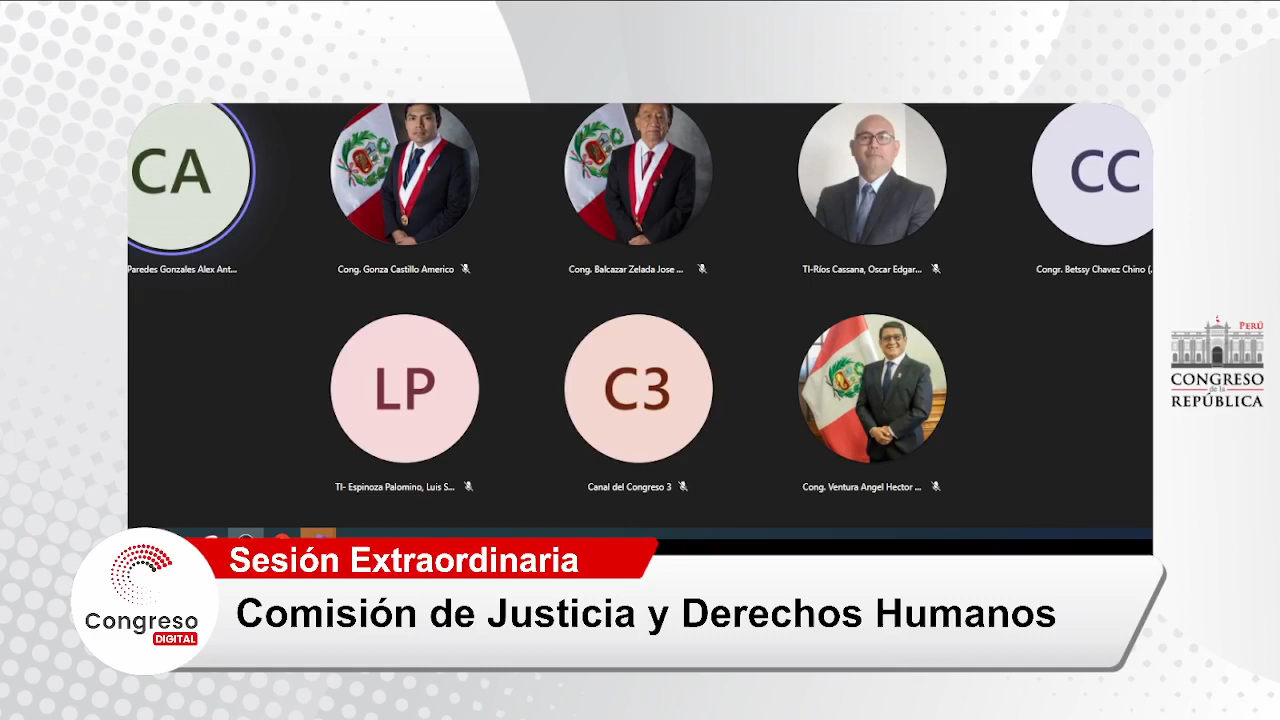 CA
CC
Paredes Gonzales Alex Ant...
Cong. Gonza Castillo Americo
Cong. Balcazar Zelada Jose ...
TI-Ríos Cassana, Oscar Edgar...
Congr. Betssy Chavez Chino (
LP
C3
TI- Espinoza Palomino, Luis S...
Canal del Congreso 3
Cong. Ventura Angel Hector ...
PERÚ
CONGRESO
de la
REPÚBLICA
Sesión Extraordinaria
Comisión de Justicia y Derechos Humanos
Congreso
DIGITAL